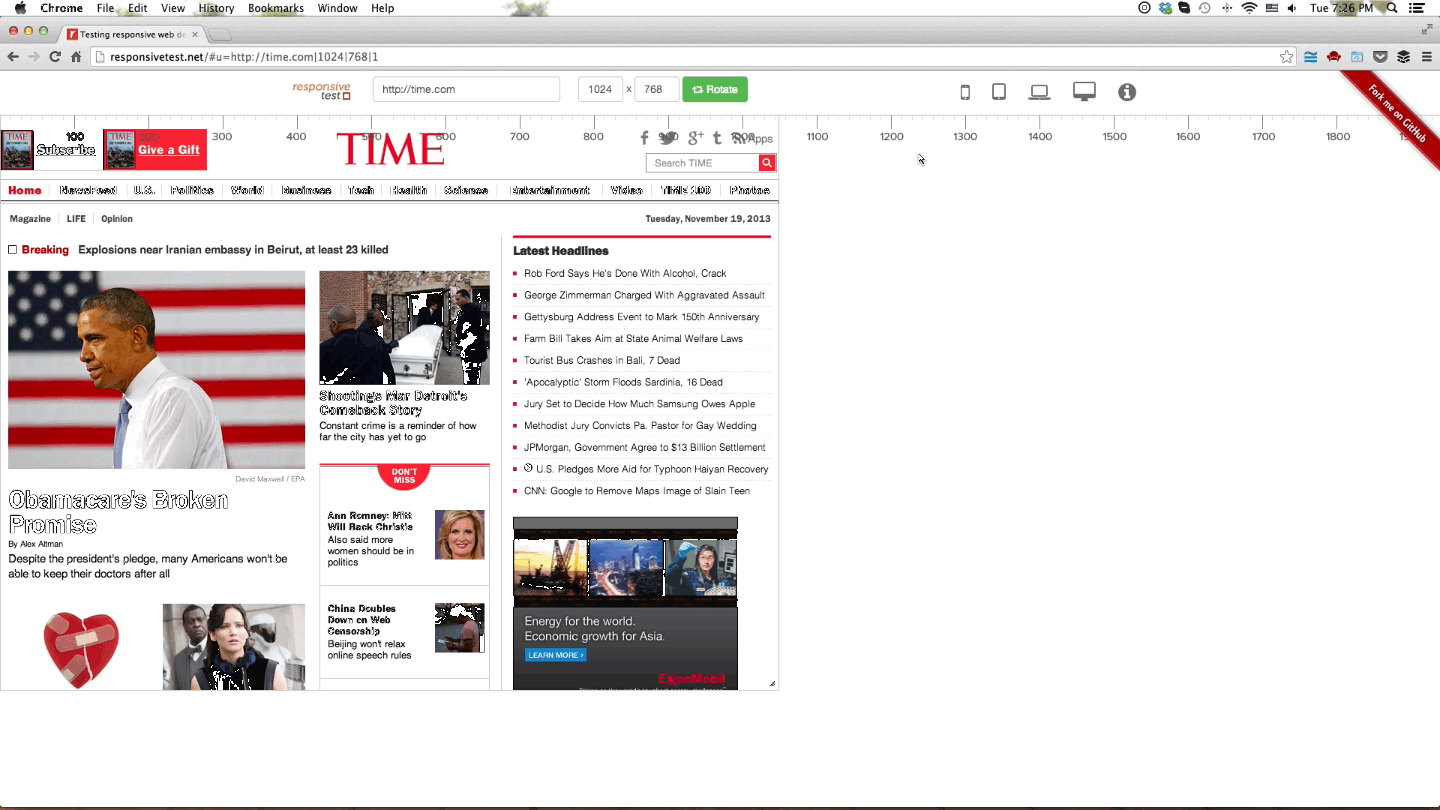 Chrome File Edit View History Bookmarks Window Help Tue 7:26 PM
Testing responsive web de
responsivetest.net/#u=http://time.com|1024|768|1
responsive
test
http://time.com 1024 x 768 Rotate
Fork me on GitHub
100 200 300 400 500 600 700 800 900 1000 1100 1200 1300 1400 1500 1600 1700 1800
TIME TIME
Subscribe Give a Gift TIME Apps
Search TIME
Home NewsFeed U.S. Politics World Business Tech Health Science Entertainment Video TIME 100 Photos
Magazine LIFE Opinion Tuesday, November 19, 2013
Breaking Explosions near Iranian embassy in Beirut, at least 23 killed
David Maxwell / EPA
Obamacare's Broken
Promise
By Alex Altman
Despite the president's pledge, many Americans won't be
able to keep their doctors after all
Shootings Mar Detroit's
Comeback Story
Constant crime is a reminder of how
far the city has yet to go
DON'T
MISS
Ann Romney: Mitt
Will Back Christie
Also said more
women should be in
politics
China Doubles
Down on Web
Censorship
Beijing won't relax
online speech rules
Latest Headlines
Rob Ford Says He's Done With Alcohol, Crack
George Zimmerman Charged With Aggravated Assault
Gettysburg Address Event to Mark 150th Anniversary
Farm Bill Takes Aim at State Animal Welfare Laws
Tourist Bus Crashes in Bali, 7 Dead
'Apocalyptic' Storm Floods Sardinia, 16 Dead
Jury Set to Decide How Much Samsung Owes Apple
Methodist Jury Convicts Pa. Pastor for Gay Wedding
JPMorgan, Government Agree to $13 Billion Settlement
U.S. Pledges More Aid for Typhoon Haiyan Recovery
CNN: Google to Remove Maps Image of Slain Teen
Energy for the world.
Economic growth for Asia.
LEARN MORE ›
ExxonMobil